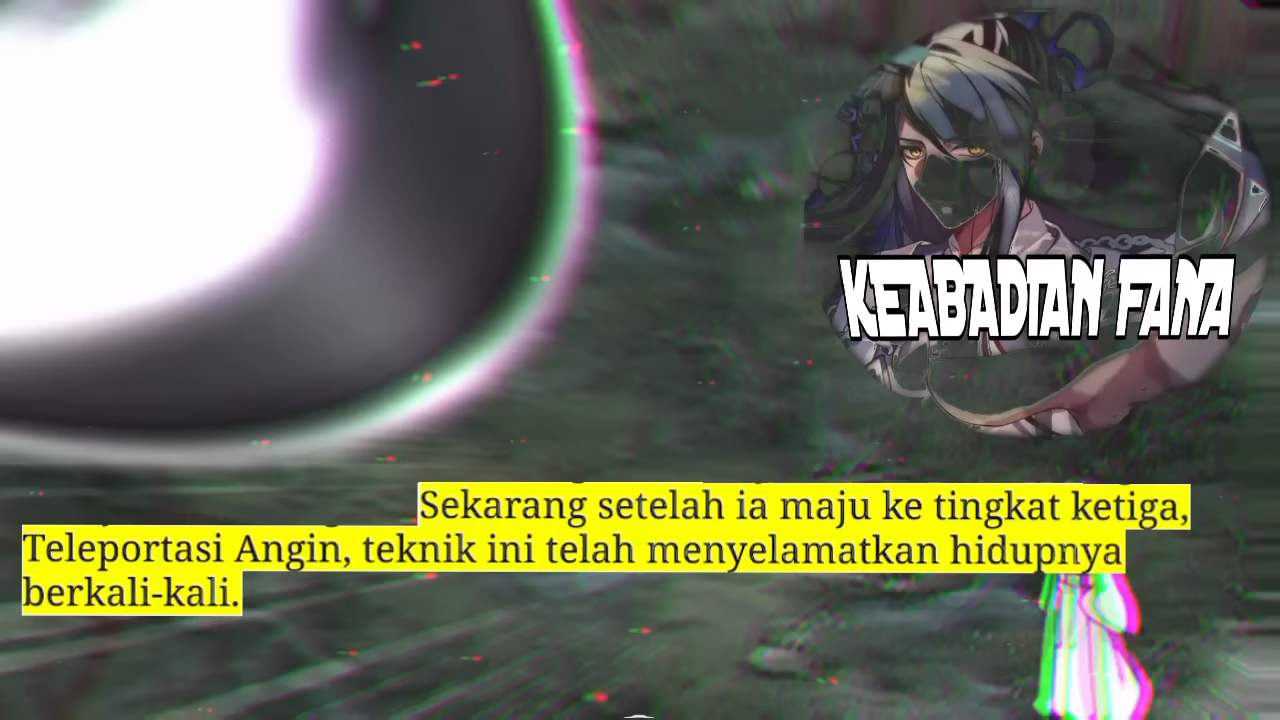 KEABADIAN FANA
Sekarang setelah ia maju ke tingkat ketiga,
Teleportasi Angin, teknik ini telah menyelamatkan hidupnya
berkali-kali.